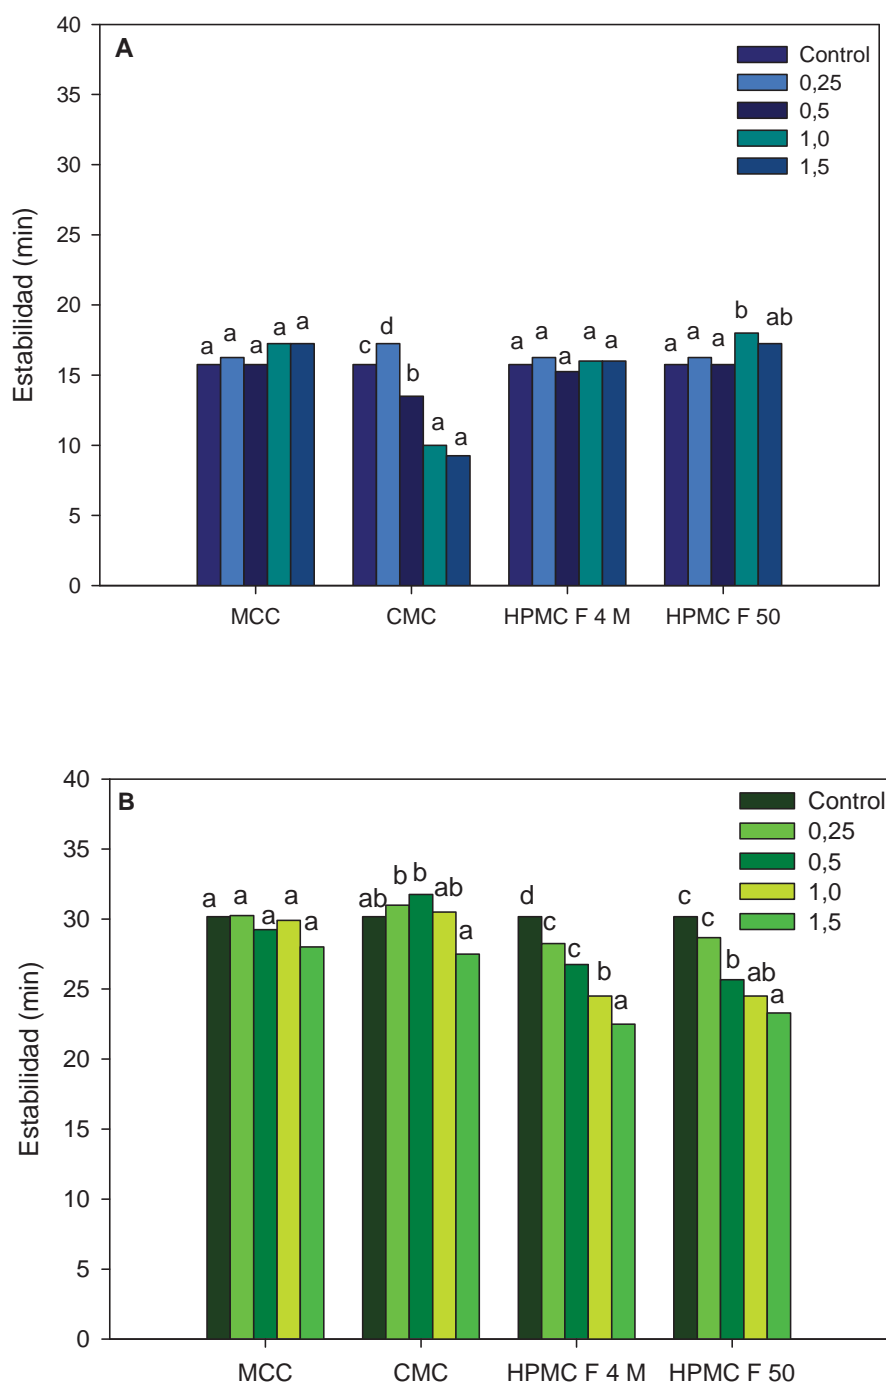 A
Control
0,25
0,5
1,0
1,5
Estabilidad (min)
40
35
30
25
20
15
10
5
0
a a a a a
c d b a a
a a a a a
a a a b ab
MCC CMC HPMC F 4 M HPMC F 50
B
Control
0,25
0,5
1,0
1,5
Estabilidad (min)
40
35
30
25
20
15
10
5
0
a a a a a
ab b b ab a
d c c b a
c c b ab a
MCC CMC HPMC F 4 M HPMC F 50